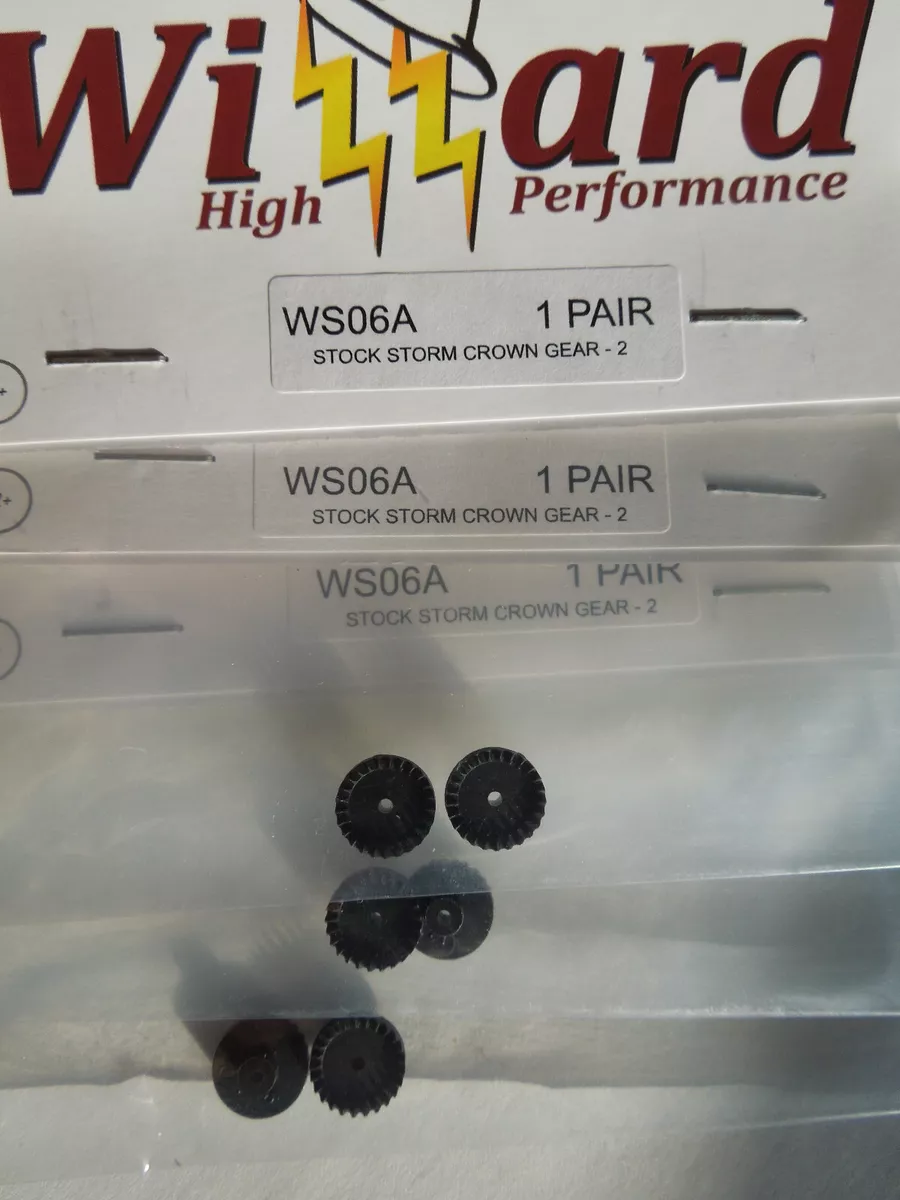 Wizzard
High Performance
WS06A 1 PAIR
STOCK STORM CROWN GEAR - 2
WS06A 1 PAIR
STOCK STORM CROWN GEAR - 2
WS06A 1 PAIR
STOCK STORM CROWN GEAR - 2